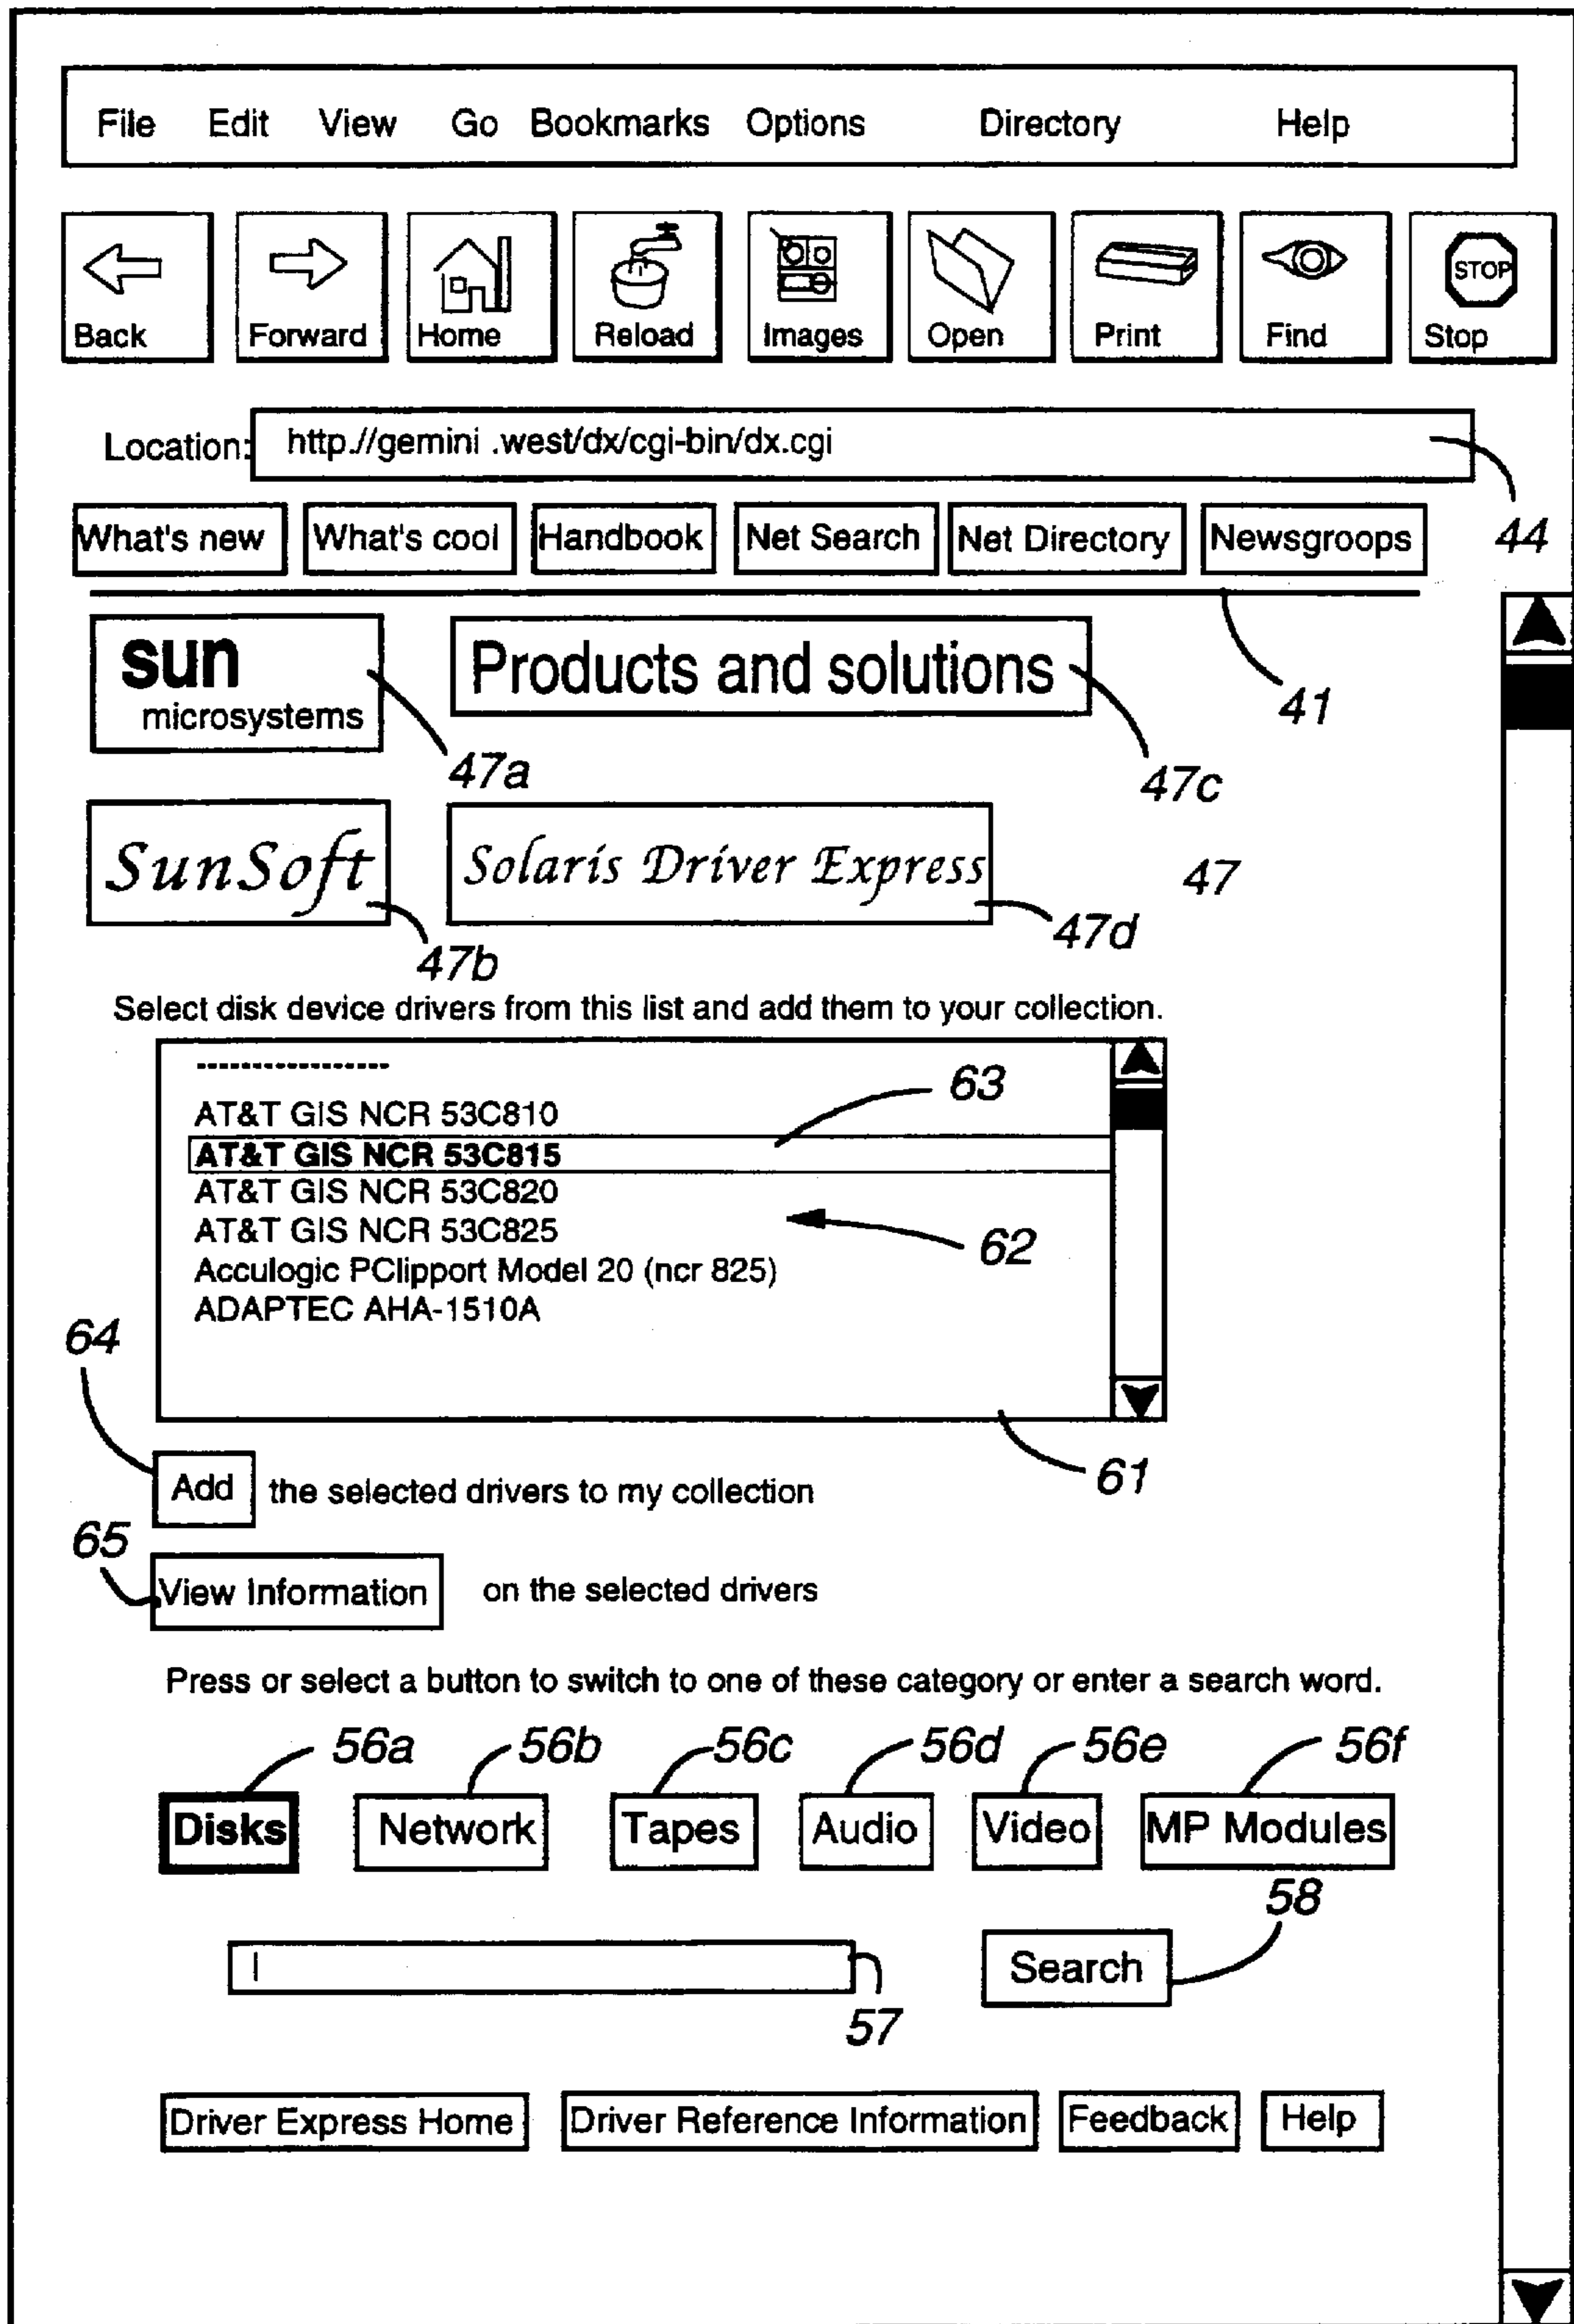 File Edit View Go Bookmarks Options Directory Help
STOP
Back Forward Home Reload Images Open Print Find Stop
Location: http.//gemini .west/dx/cgi-bin/dx.cgi
44
What's new What's cool Handbook Net Search Net Directory Newsgroops
41
sun
microsystems
Products and solutions
47a
47c
SunSoft
Solaris Driver Express
47
47b
47d
Select disk device drivers from this list and add them to your collection.
-----------------
63
AT&T GIS NCR 53C810
AT&T GIS NCR 53C815
AT&T GIS NCR 53C820
AT&T GIS NCR 53C825
62
Acculogic PClipport Model 20 (ncr 825)
ADAPTEC AHA-1510A
64
61
Add the selected drivers to my collection
65
View Information on the selected drivers
Press or select a button to switch to one of these category or enter a search word.
56a 56b 56c 56d 56e 56f
Disks Network Tapes Audio Video MP Modules
58
Search
57
Driver Express Home Driver Reference Information Feedback Help